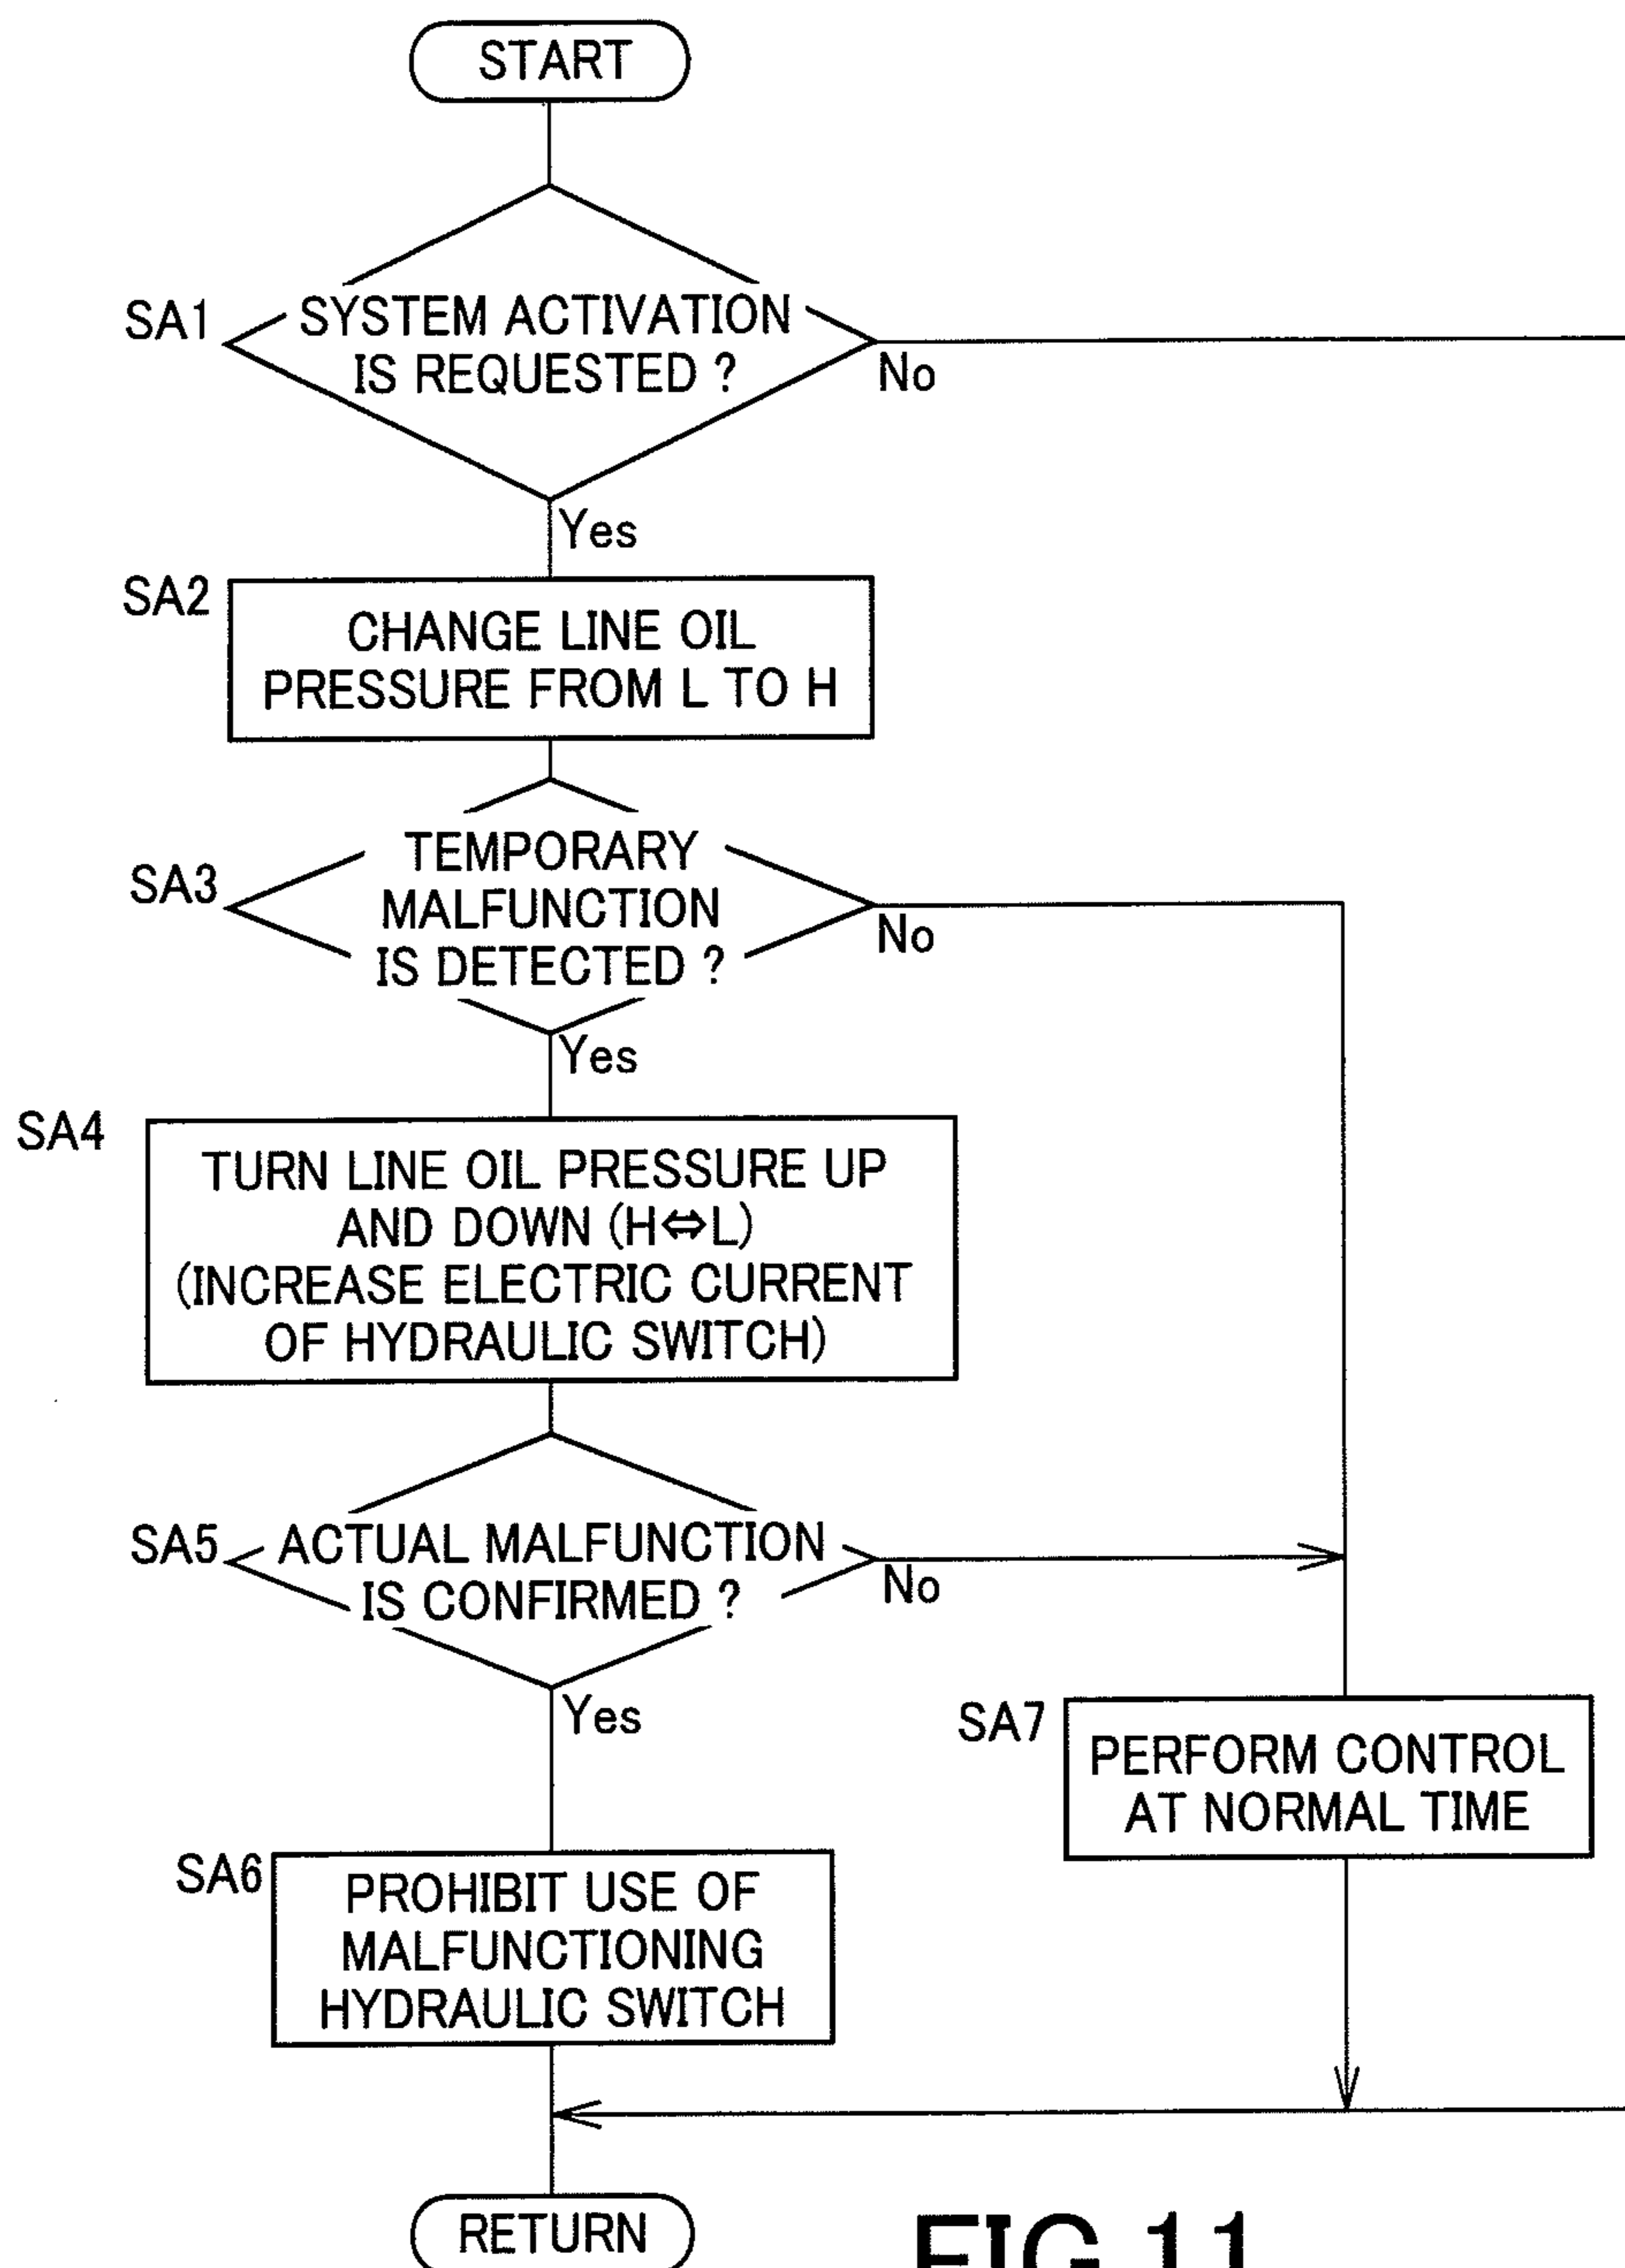 START
SA1
SYSTEM ACTIVATION
IS REQUESTED ?
No
Yes
SA2
CHANGE LINE OIL
PRESSURE FROM L TO H
SA3
TEMPORARY
MALFUNCTION
IS DETECTED ?
No
Yes
SA4
TURN LINE OIL PRESSURE UP
AND DOWN (H⇔L)
(INCREASE ELECTRIC CURRENT
OF HYDRAULIC SWITCH)
SA5
ACTUAL MALFUNCTION
IS CONFIRMED ?
No
Yes
SA7
PERFORM CONTROL
AT NORMAL TIME
SA6
PROHIBIT USE OF
MALFUNCTIONING
HYDRAULIC SWITCH
RETURN
FIG.11